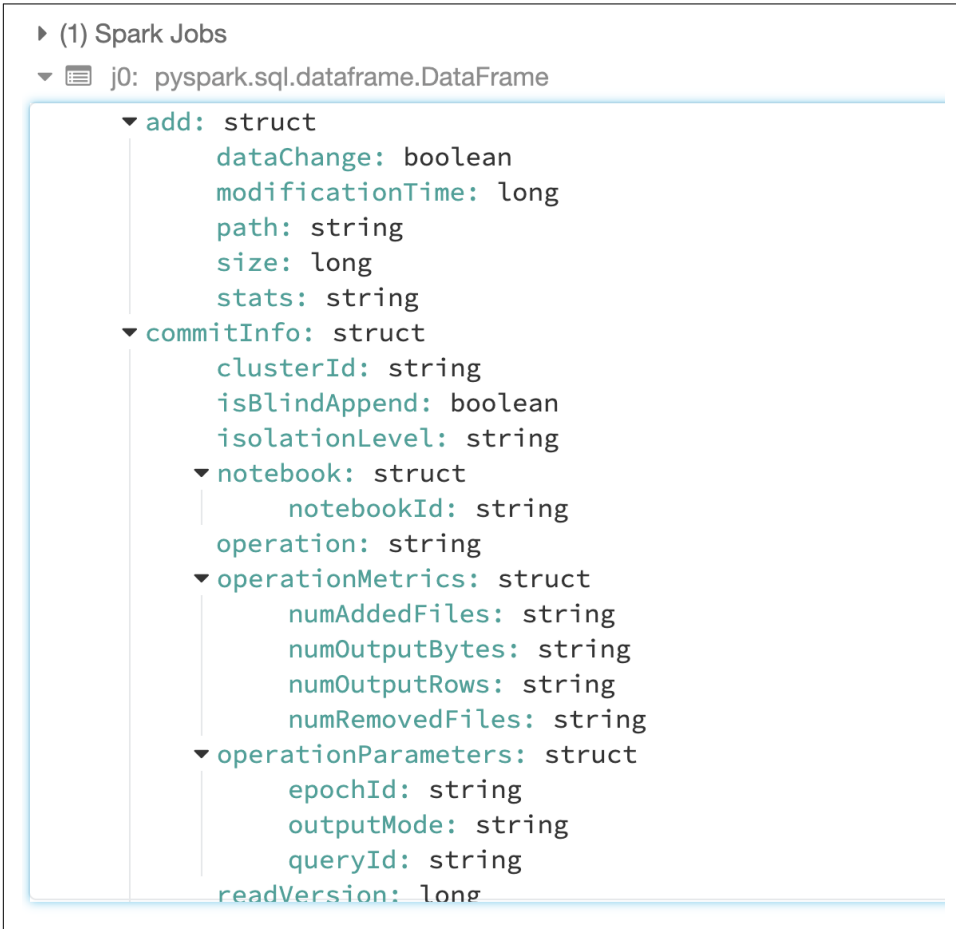 (1) Spark Jobs
j0: pyspark.sql.dataframe.DataFrame
add: struct
dataChange: boolean
modificationTime: long
path: string
size: long
stats: string
commitInfo: struct
clusterId: string
isBlindAppend: boolean
isolationLevel: string
notebook: struct
notebookId: string
operation: string
operationMetrics: struct
numAddedFiles: string
numOutputBytes: string
numOutputRows: string
numRemovedFiles: string
operationParameters: struct
epochId: string
outputMode: string
queryId: string
readVersion: long